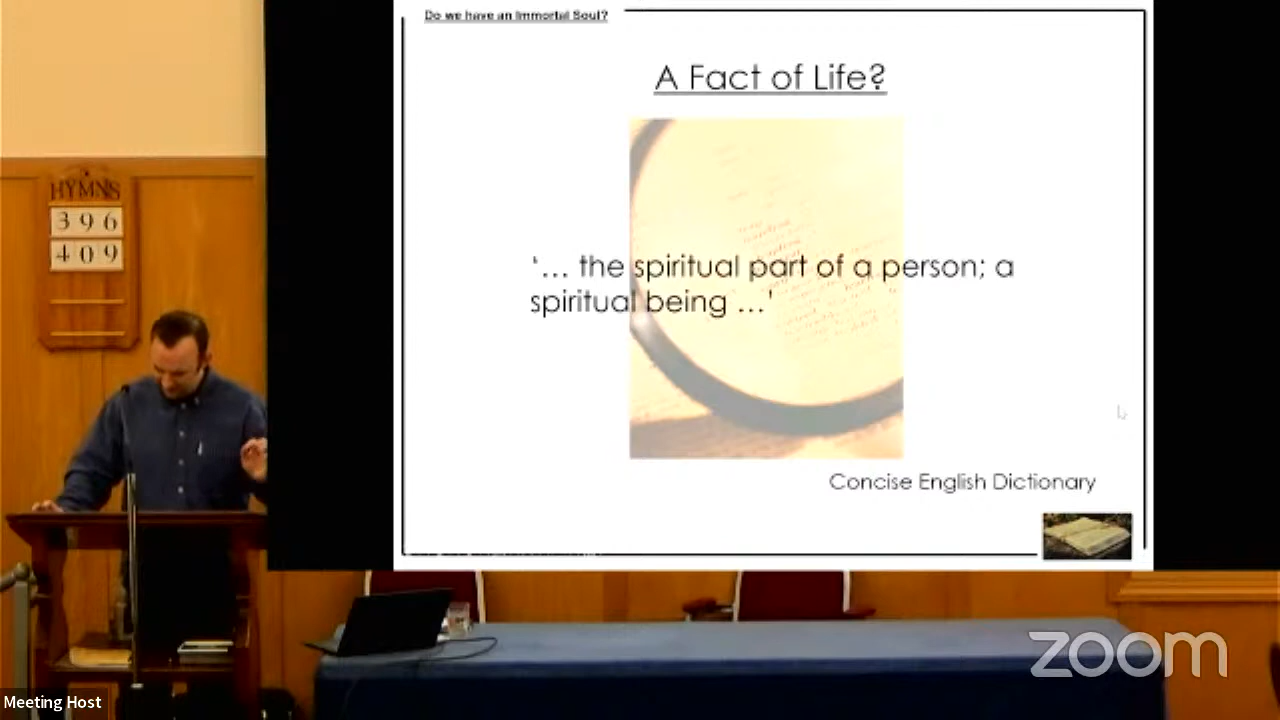 Do we have an Immortal Soul?
A Fact of Life?
HYMNS
396
409
'... the spiritual part of a person; a
spiritual being ...'
Concise English Dictionary
zoom
Meeting Host